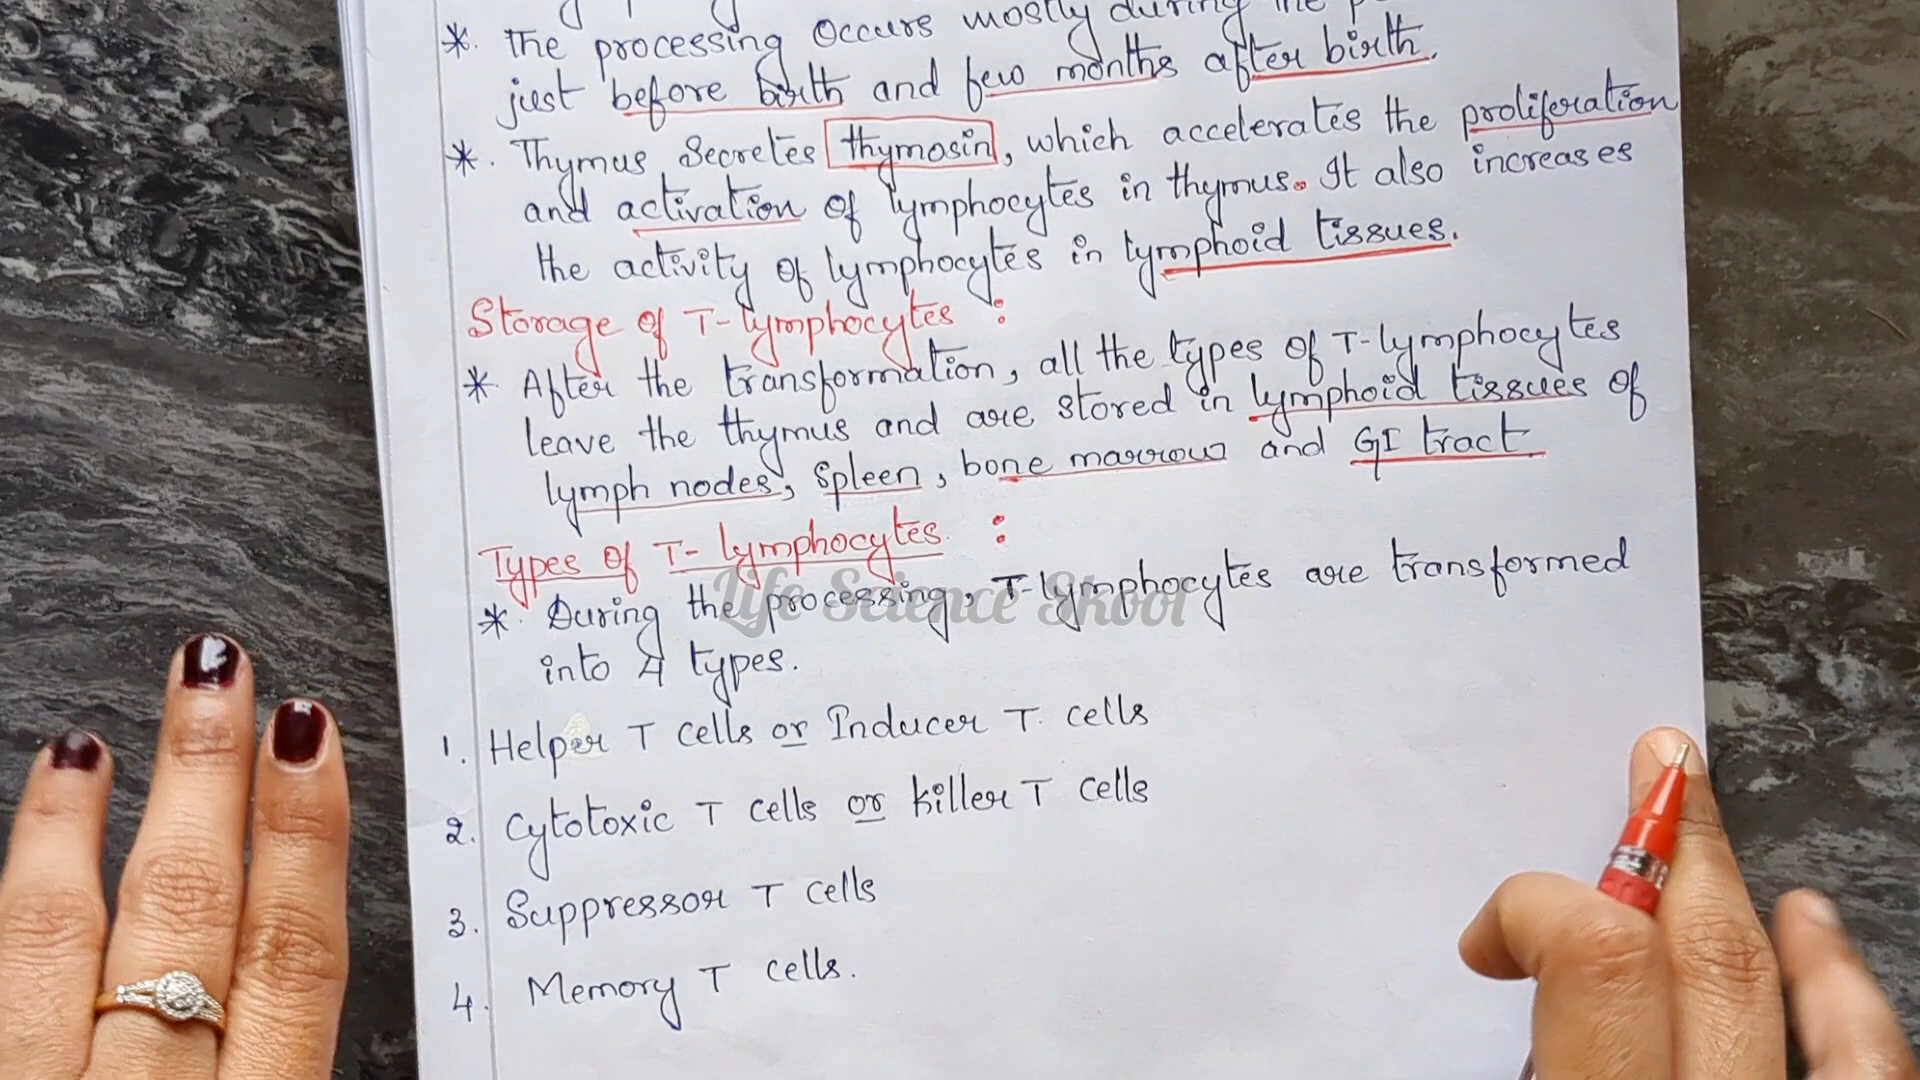 *. The processing occurs mostly during the
just before birth and few months after birth.
*. Thymus secretes thymosin, which accelerates the proliferation
and activation of lymphocytes in thymus. It also increases
the activity of lymphocytes in lymphoid tissues.
Storage of T-lymphocytes :
* After the transformation, all the types of T-lymphocytes
leave the thymus and are stored in lymphoid tissues of
lymph nodes, spleen, bone marrow and GI tract.
Types of T-lymphocytes :
*. During the processing, T-lymphocytes are transformed
Life Science Skool
into 4 types.
1. Helper T cells or Inducer T. cells
2. Cytotoxic T cells or killer T cells
3. Suppressor T cells
4. Memory T cells.